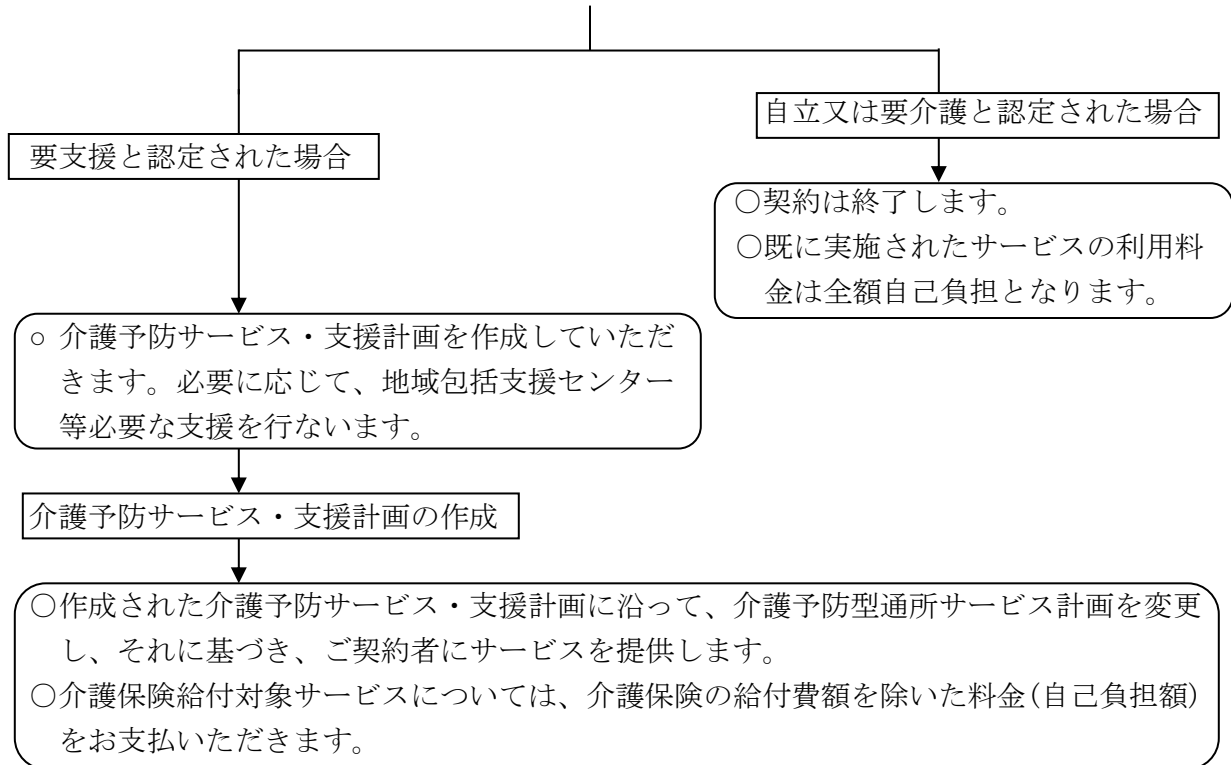 自立又は要介護と認定された場合
要支援と認定された場合
○契約は終了します。
○既に実施されたサービスの利用料
金は全額自己負担となります。
○ 介護予防サービス・支援計画を作成していただ
きます。必要に応じて、地域包括支援センター
等必要な支援を行ないます。
介護予防サービス・支援計画の作成
○作成された介護予防サービス・支援計画に沿って、介護予防型通所サービス計画を変更
し、それに基づき、ご契約者にサービスを提供します。
○介護保険給付対象サービスについては、介護保険の給付費額を除いた料金(自己負担額)
をお支払いただきます。